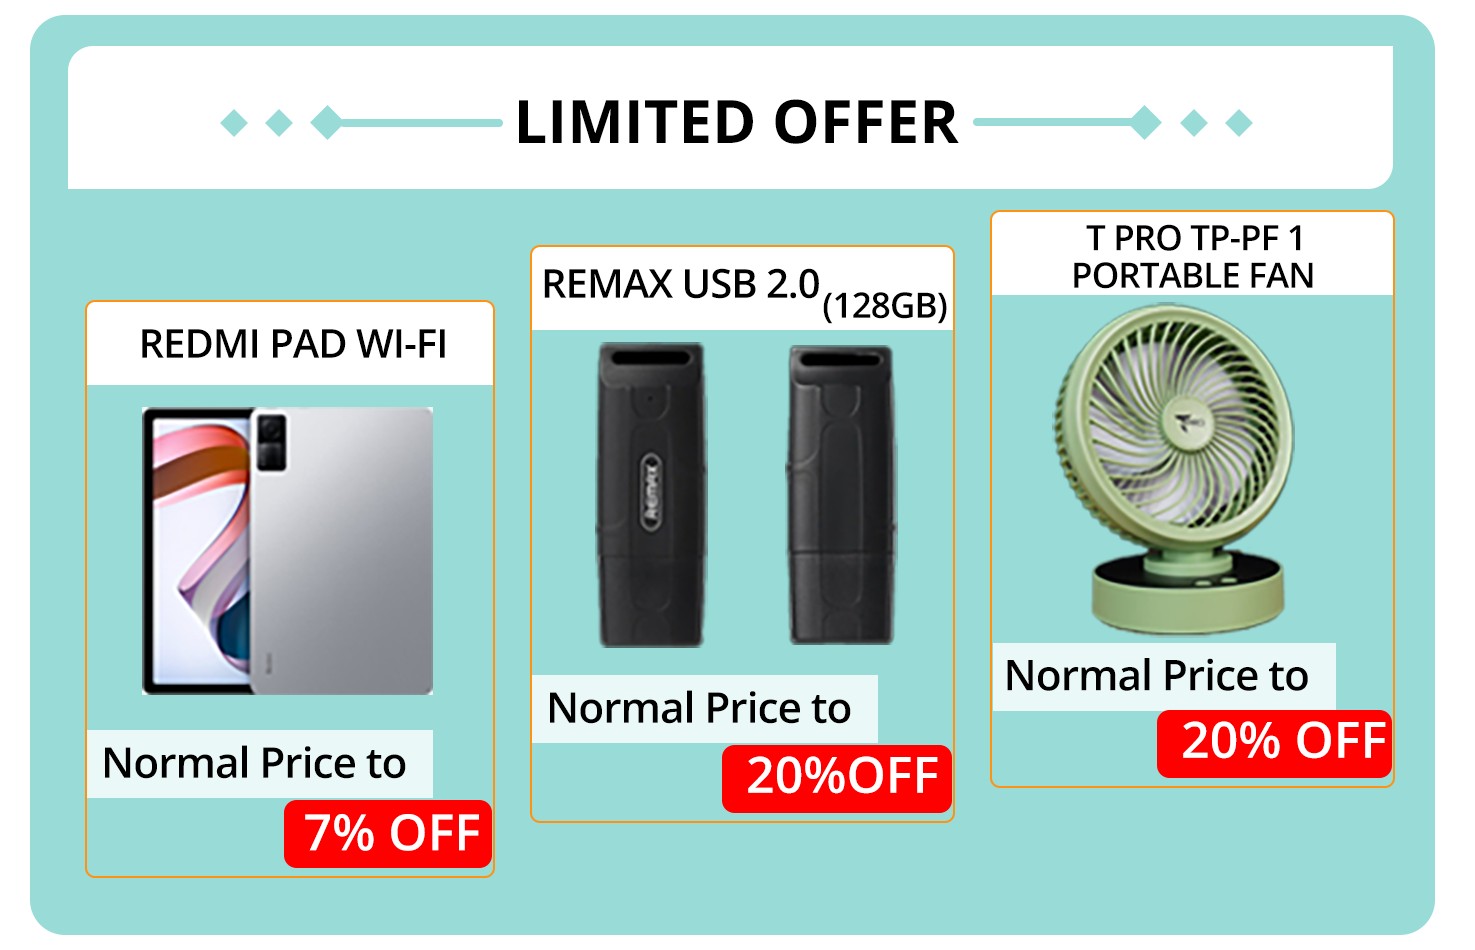 LIMITED OFFER
REDMI PAD WI-FI
Normal Price to
7% OFF
REMAX USB 2.0 (128GB)
REMAX
Normal Price to
20%OFF
T PRO TP-PF 1
PORTABLE FAN
Normal Price to
20% OFF